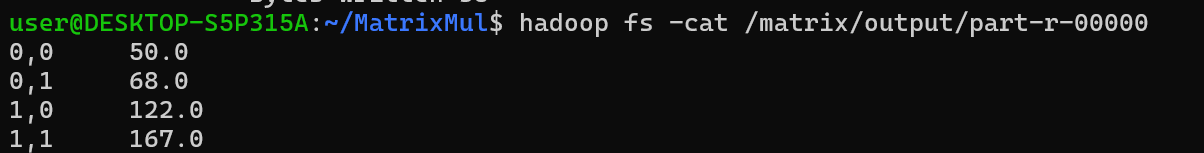 user@DESKTOP-S5P315A:~/MatrixMul$ hadoop fs -cat /matrix/output/part-r-00000
0,0     50.0
0,1     68.0
1,0     122.0
1,1     167.0